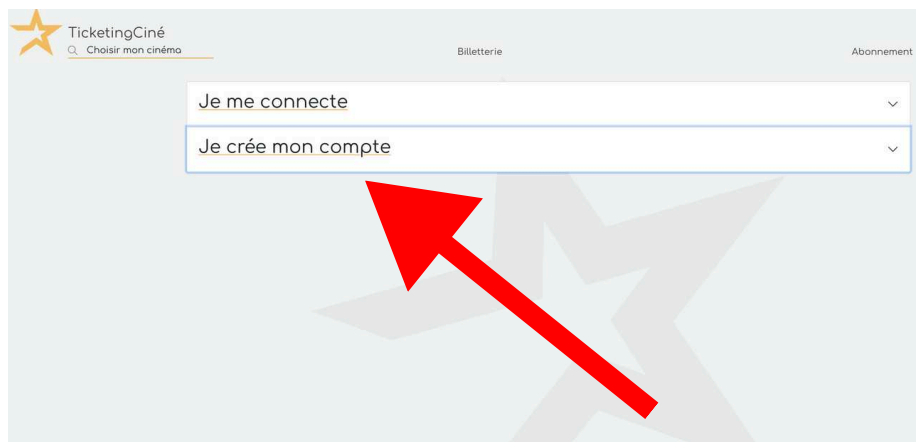 TicketingCiné
Choisir mon cinéma
Billetterie
Abonnement
Je me connecte
Je crée mon compte